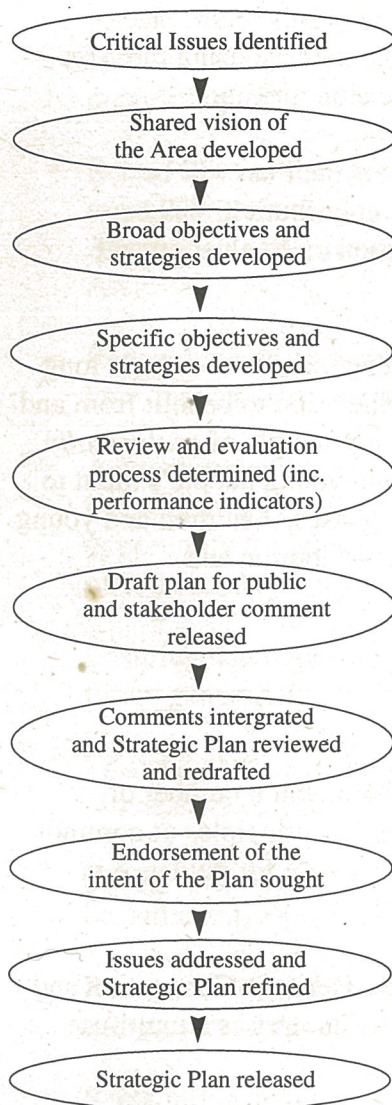 Critical Issues Identified
Shared vision of
the Area developed
Broad objectives and
strategies developed
Specific objectives and
strategies developed
Review and evaluation
process determined (inc.
performance indicators)
Draft plan for public
and stakeholder comment
released
Comments intergrated
and Strategic Plan reviewed
and redrafted
Endorsement of the
intent of the Plan sought
Issues addressed and
Strategic Plan refined
Strategic Plan released